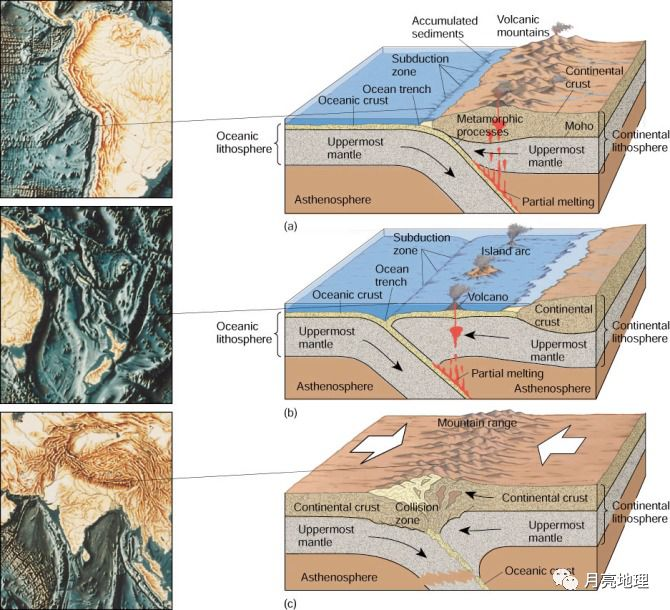 Accumulated
sediments
Volcanic
mountains
Subduction
zone
Ocean trench
Oceanic crust
Continental
crust
Metamorphic
processes
Moho
Oceanic
lithosphere
Continental
lithosphere
Uppermost
mantle
Uppermost
mantle
Asthenosphere
Partial melting
(a)
Subduction
zone
Island arc
Ocean
trench
Oceanic crust
Volcano
Continental
crust
Oceanic
lithosphere
Continental
lithosphere
Uppermost
mantle
Uppermost
mantle
Partial melting
Asthenosphere
Asthenosphere
(b)
Mountain range
Continental crust
Collision
zone
Continental crust
Continental
lithosphere
Uppermost
mantle
Uppermost
mantle
Asthenosphere
Oceanic crust
(c)
月亮地理